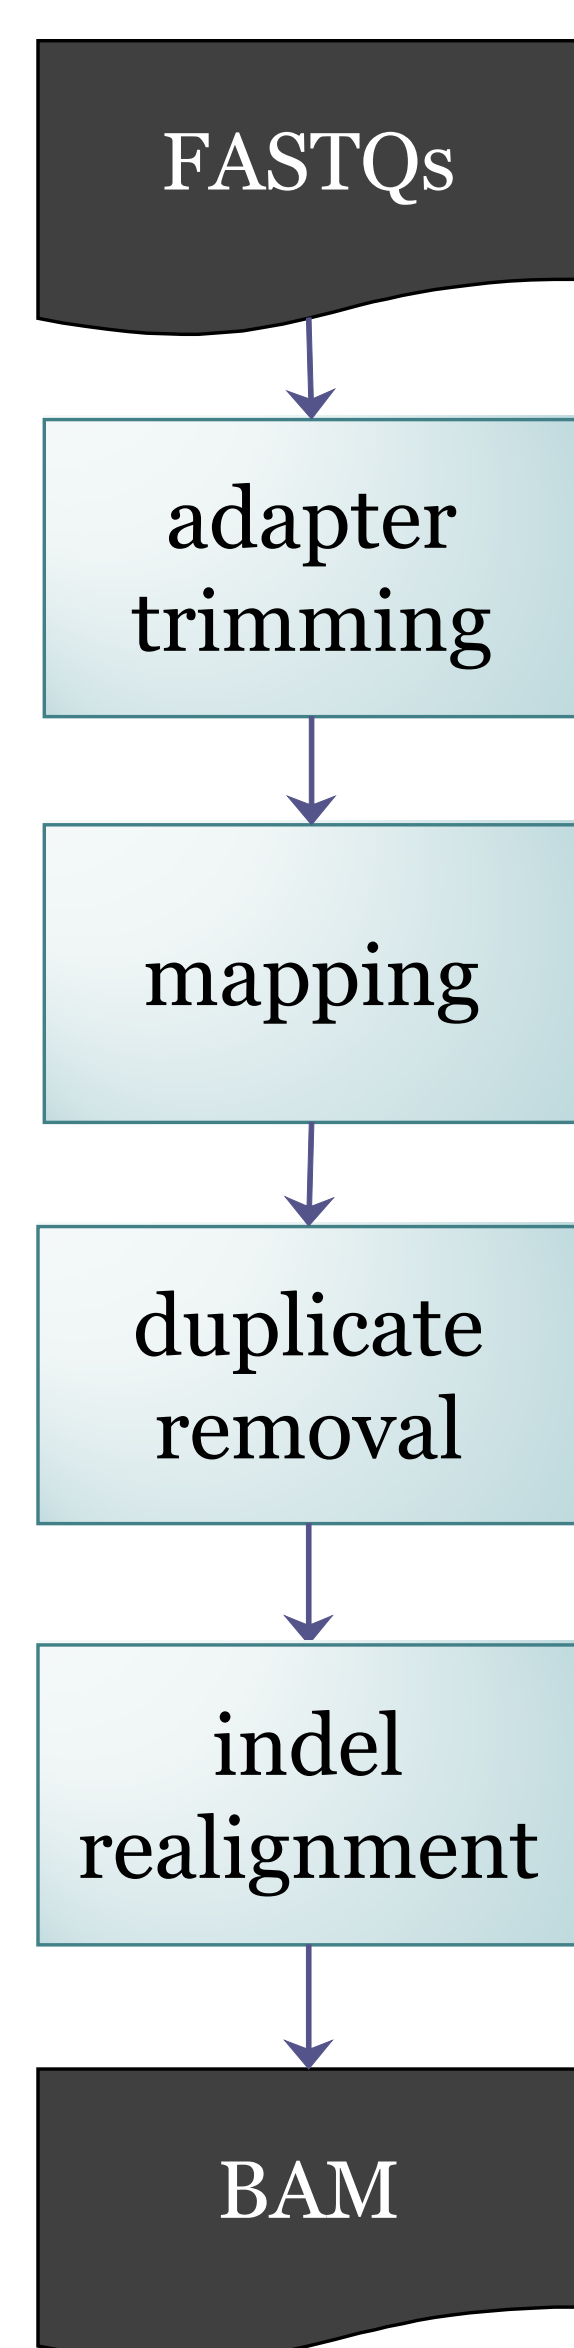 FASTQs
adapter
trimming
mapping
duplicate
removal
indel
realignment
BAM